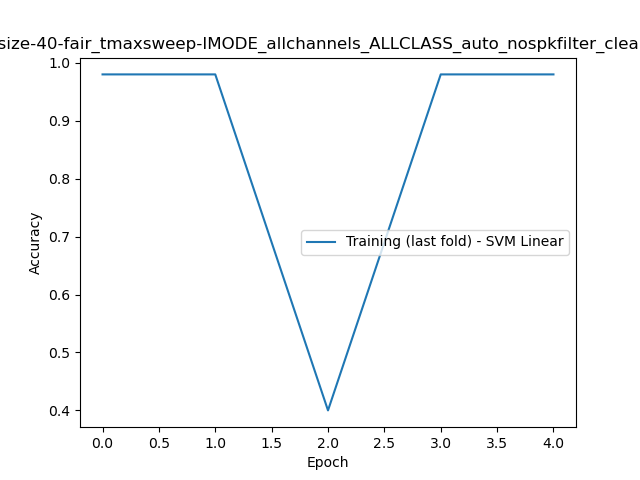 size-40-fair_tmaxsweep-IMODE_allchannels_ALLCLASS_auto_nospkfilter_clea
1.0
0.9
0.8
0.7
0.6
0.5
0.4
Accuracy
Training (last fold) - SVM Linear
0.0 0.5 1.0 1.5 2.0 2.5 3.0 3.5 4.0
Epoch